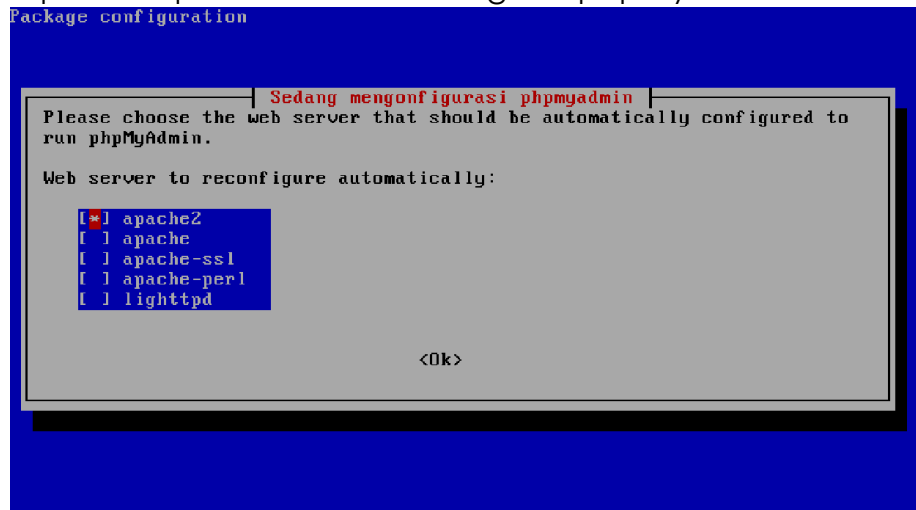 Package configuration
Sedang mengonfigurasi phpmyadmin
Please choose the web server that should be automatically configured to
run phpMyAdmin.
Web server to reconfigure automatically:
[*] apache2
[ ] apache
[ ] apache-ssl
[ ] apache-perl
[ ] lighttpd
<Ok>